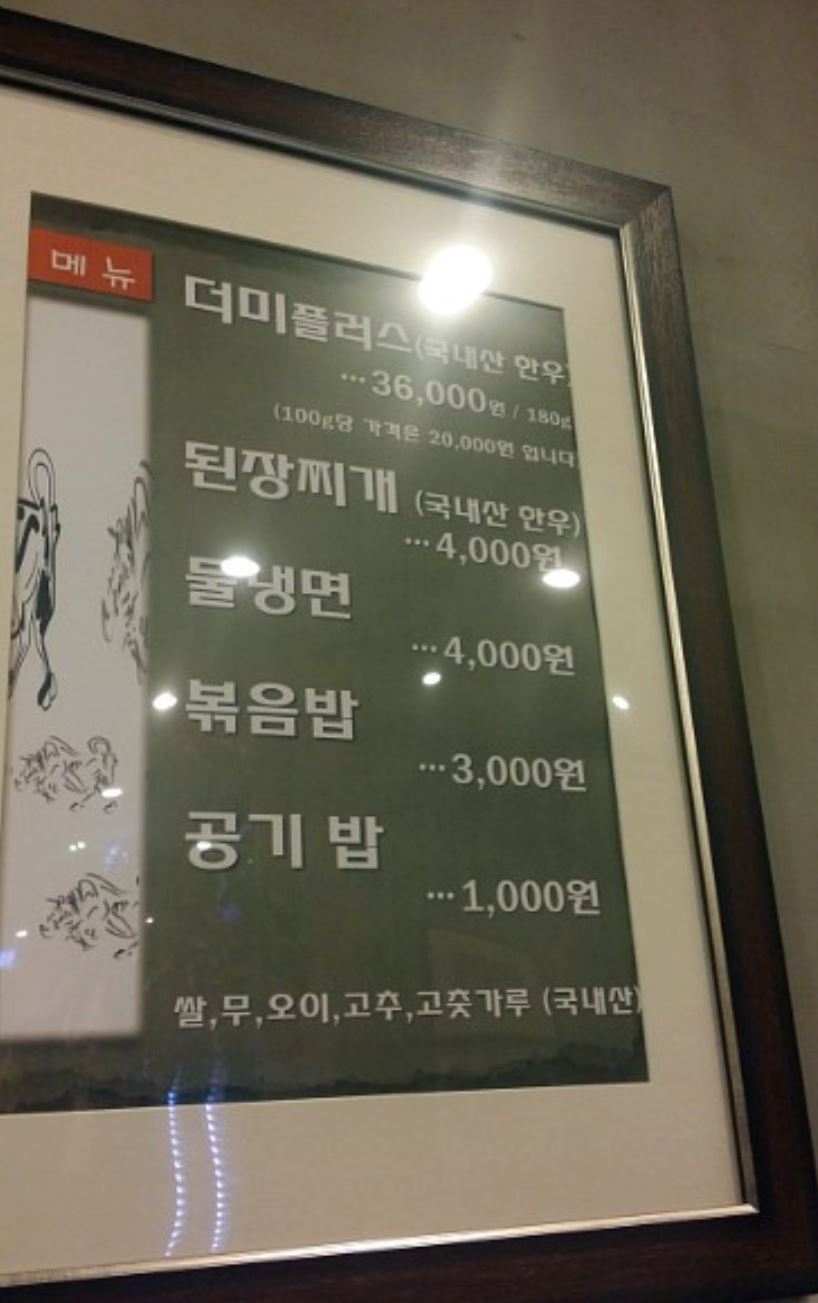 메 뉴
더미플러스(국내산 한우)
…36,000원 / 180g
(100g당 가격은 20,000원 입니다)
된장찌개 (국내산 한우)
…4,000원
물냉면
…4,000원
볶음밥
…3,000원
공기 밥
…1,000원
쌀,무,오이,고추,고춧가루 (국내산)